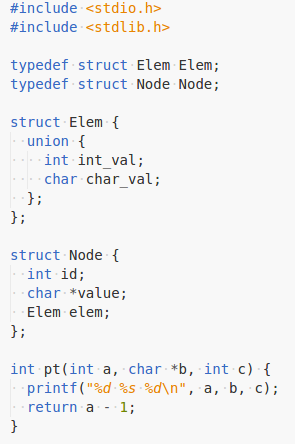 #include <stdio.h>
#include <stdlib.h>

typedef struct Elem Elem;
typedef struct Node Node;

struct Elem {
  union {
    int int_val;
    char char_val;
  };
};

struct Node {
  int id;
  char *value;
  Elem elem;
};

int pt(int a, char *b, int c) {
  printf("%d %s %d\n", a, b, c);
  return a - 1;
}